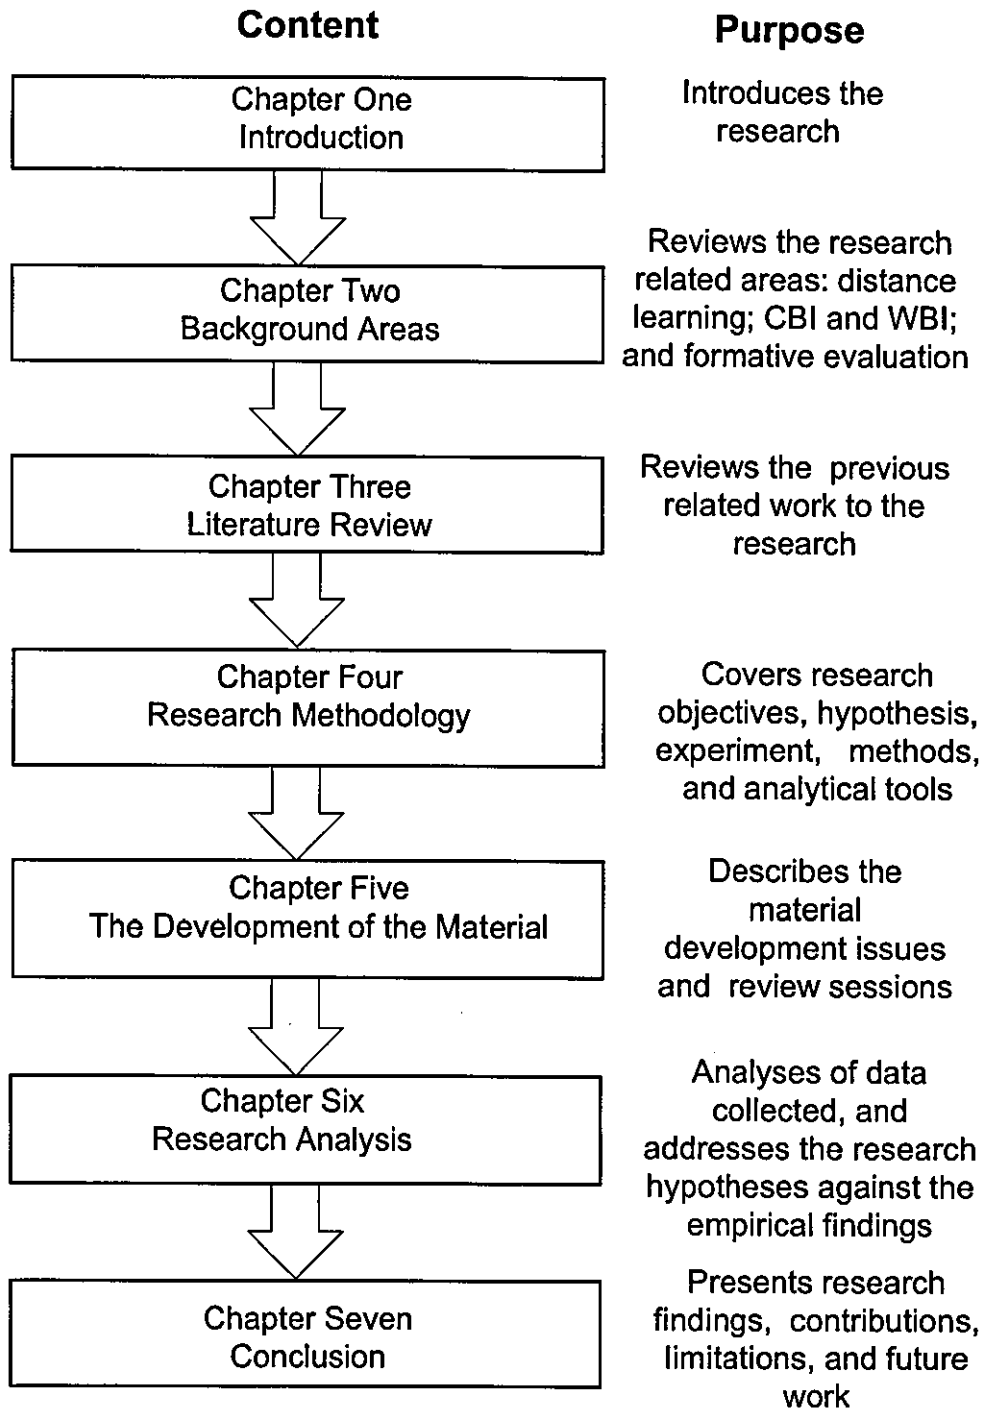 Content
Purpose
Chapter One
Introduction
Introduces the
research
Chapter Two
Background Areas
Reviews the research
related areas: distance
learning; CBI and WBI;
and formative evaluation
Chapter Three
Literature Review
Reviews the previous
related work to the
research
Chapter Four
Research Methodology
Covers research
objectives, hypothesis,
experiment, methods,
and analytical tools
Chapter Five
The Development of the Material
Describes the
material
development issues
and review sessions
Chapter Six
Research Analysis
Analyses of data
collected, and
addresses the research
hypotheses against the
empirical findings
Chapter Seven
Conclusion
Presents research
findings, contributions,
limitations, and future
work